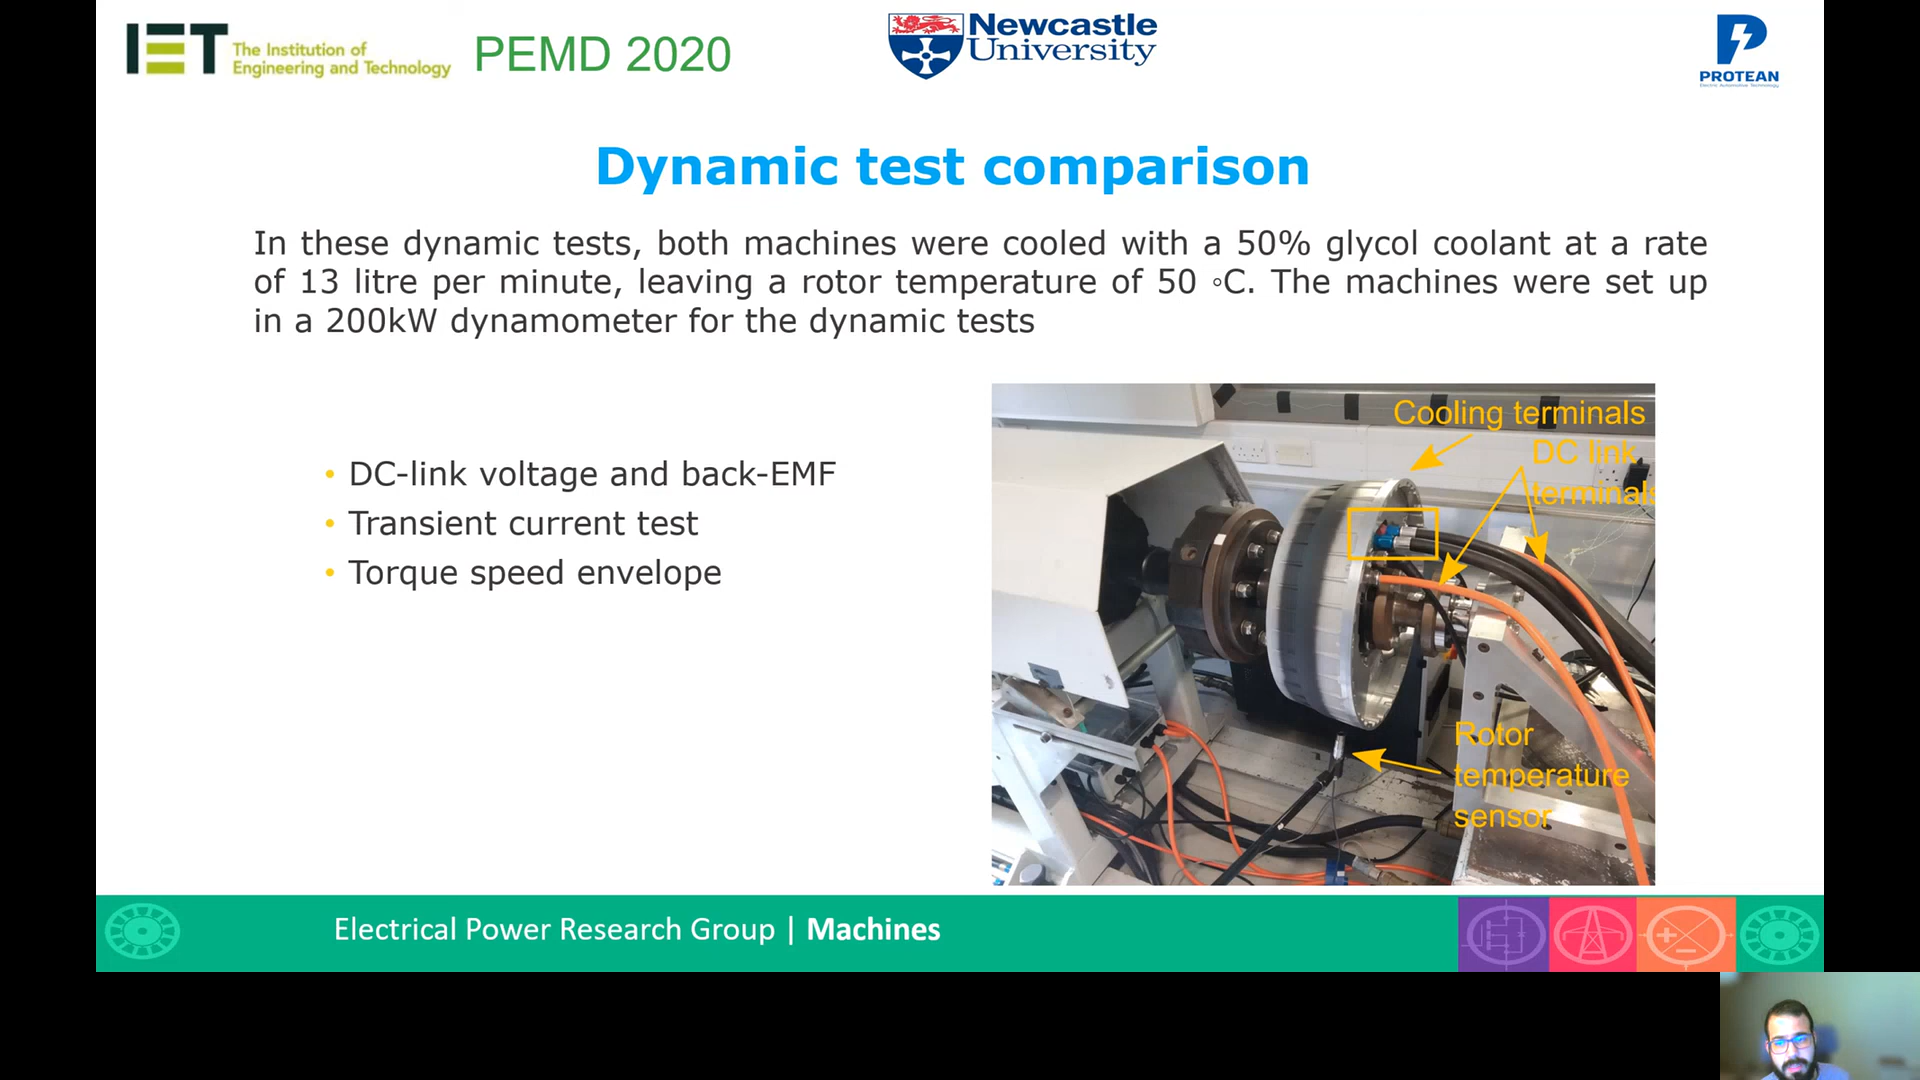 IET The Institution of
Engineering and Technology
PEMD 2020
Newcastle
University
PROTEAN
Electric Automotive Technology
Dynamic test comparison
In these dynamic tests, both machines were cooled with a 50% glycol coolant at a rate
of 13 litre per minute, leaving a rotor temperature of 50 ◦C. The machines were set up
in a 200kW dynamometer for the dynamic tests
• DC-link voltage and back-EMF
• Transient current test
• Torque speed envelope
Cooling terminals
DC link
terminals
Rotor
temperature
sensor
Electrical Power Research Group | Machines